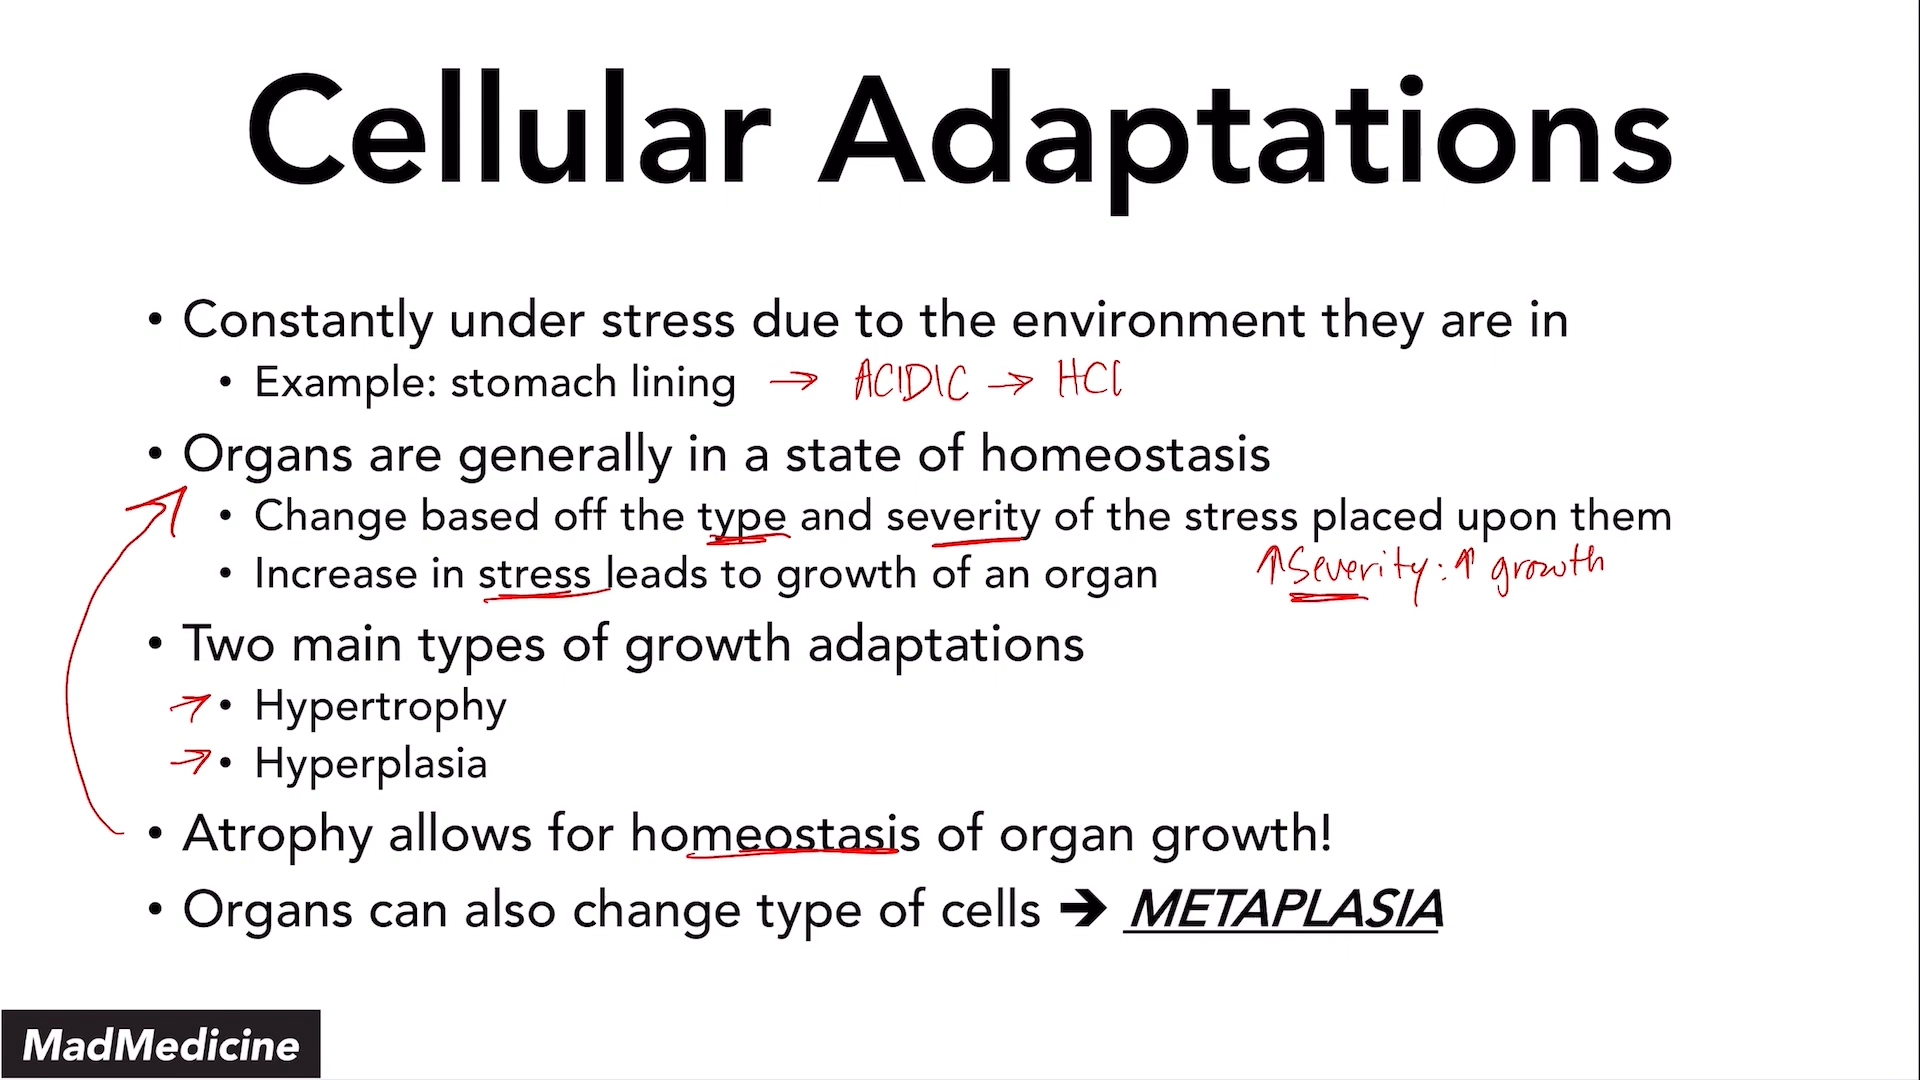 Cellular Adaptations
• Constantly under stress due to the environment they are in
• Example: stomach lining → ACIDIC → HCl
• Organs are generally in a state of homeostasis
• Change based off the type and severity of the stress placed upon them
• Increase in stress leads to growth of an organ ↑Severity: ↑ growth
• Two main types of growth adaptations
→ • Hypertrophy
→ • Hyperplasia
• Atrophy allows for homeostasis of organ growth!
• Organs can also change type of cells ➔ METAPLASIA
MadMedicine